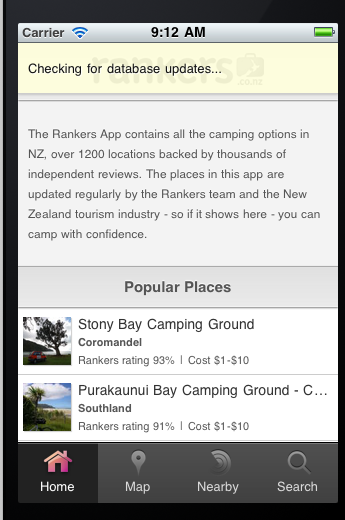 Carrier 9:12 AM
rankers
.co.nz
Checking for database updates...
The Rankers App contains all the camping options in
NZ, over 1200 locations backed by thousands of
independent reviews. The places in this app are
updated regularly by the Rankers team and the New
Zealand tourism industry - so if it shows here - you can
camp with confidence.
Popular Places
Stony Bay Camping Ground
Coromandel
Rankers rating 93% | Cost $1-$10
Purakaunui Bay Camping Ground - C...
Southland
Rankers rating 91% | Cost $1-$10
Home Map Nearby Search